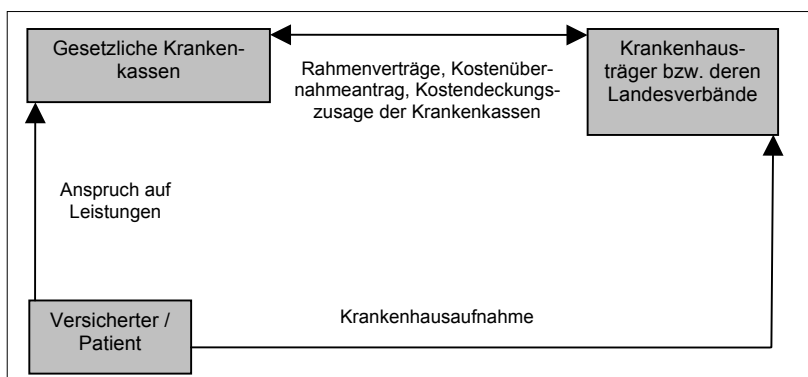 Gesetzliche Kranken-
kassen
Rahmenverträge, Kostenüber-
nahmeantrag, Kostendeckungs-
zusage der Krankenkassen
Krankenhaus-
träger bzw. deren
Landesverbände
Anspruch auf
Leistungen
Versicherter /
Patient
Krankenhausaufnahme